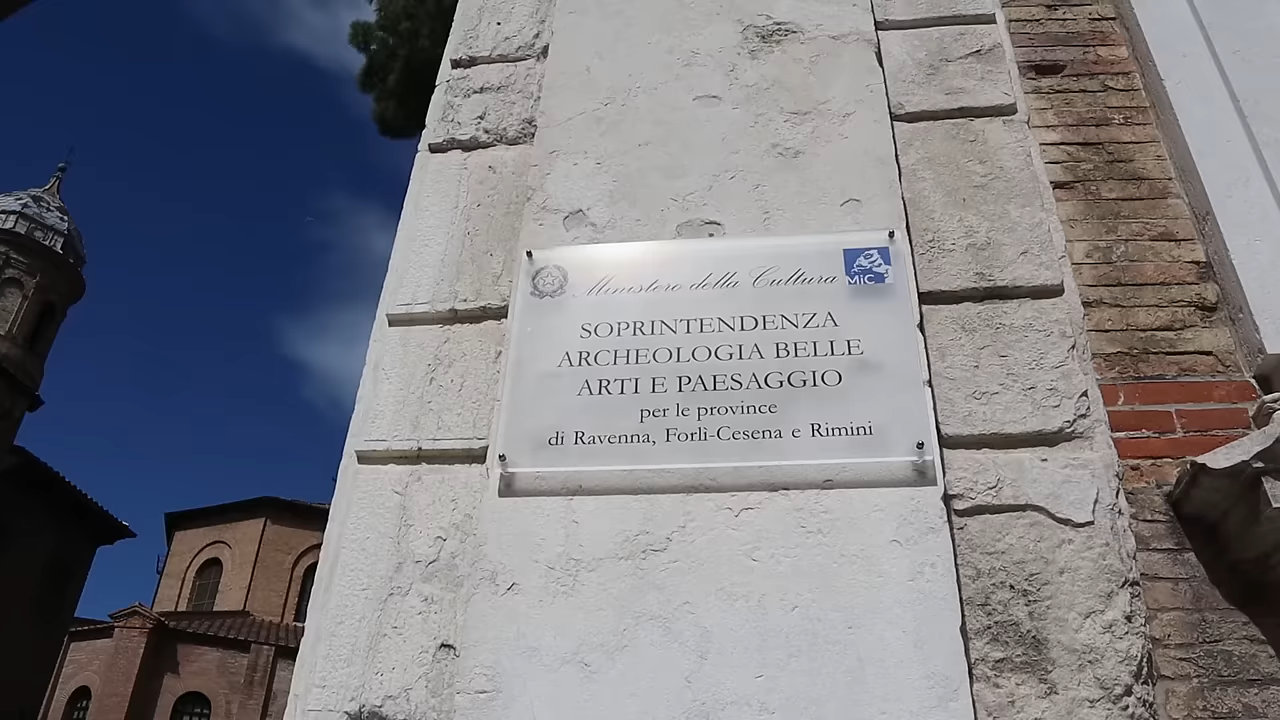 Ministero della Cultura
MiC
SOPRINTENDENZA
ARCHEOLOGIA BELLE
ARTI E PAESAGGIO
per le province
di Ravenna, Forlì-Cesena e Rimini